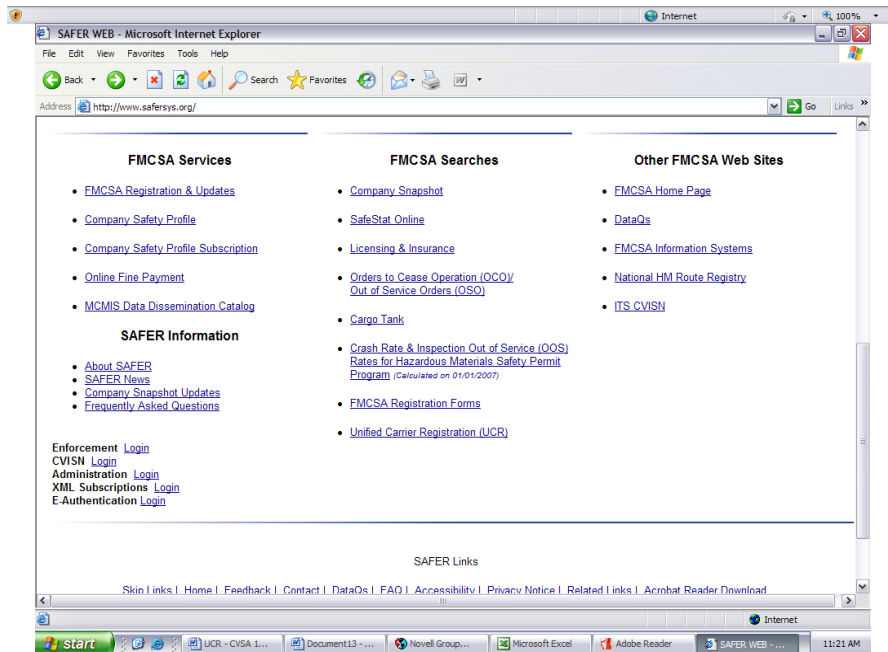 Internet 100%
SAFER WEB - Microsoft Internet Explorer
File Edit View Favorites Tools Help
Back Search Favorites
Address http://www.safersys.org/ Go Links »
FMCSA Services
FMCSA Registration & Updates
Company Safety Profile
Company Safety Profile Subscription
Online Fine Payment
MCMIS Data Dissemination Catalog
SAFER Information
About SAFER
SAFER News
Company Snapshot Updates
Frequently Asked Questions
Enforcement Login
CVISN Login
Administration Login
XML Subscriptions Login
E-Authentication Login
FMCSA Searches
Company Snapshot
SafeStat Online
Licensing & Insurance
Orders to Cease Operation (OCO)/
Out of Service Orders (OSO)
Cargo Tank
Crash Rate & Inspection Out of Service (OOS)
Rates for Hazardous Materials Safety Permit
Program (Calculated on 01/01/2007)
FMCSA Registration Forms
Unified Carrier Registration (UCR)
Other FMCSA Web Sites
FMCSA Home Page
DataQs
FMCSA Information Systems
National HM Route Registry
ITS CVISN
SAFER Links
Skip Links | Home | Feedback | Contact | DataQs | FAQ | Accessibility | Privacy Notice | Related Links | Acrobat Reader Download
Internet
start UCR - CVSA 1... Document13 - ... Novell Group... Microsoft Excel Adobe Reader SAFER WEB - ... 11:21 AM